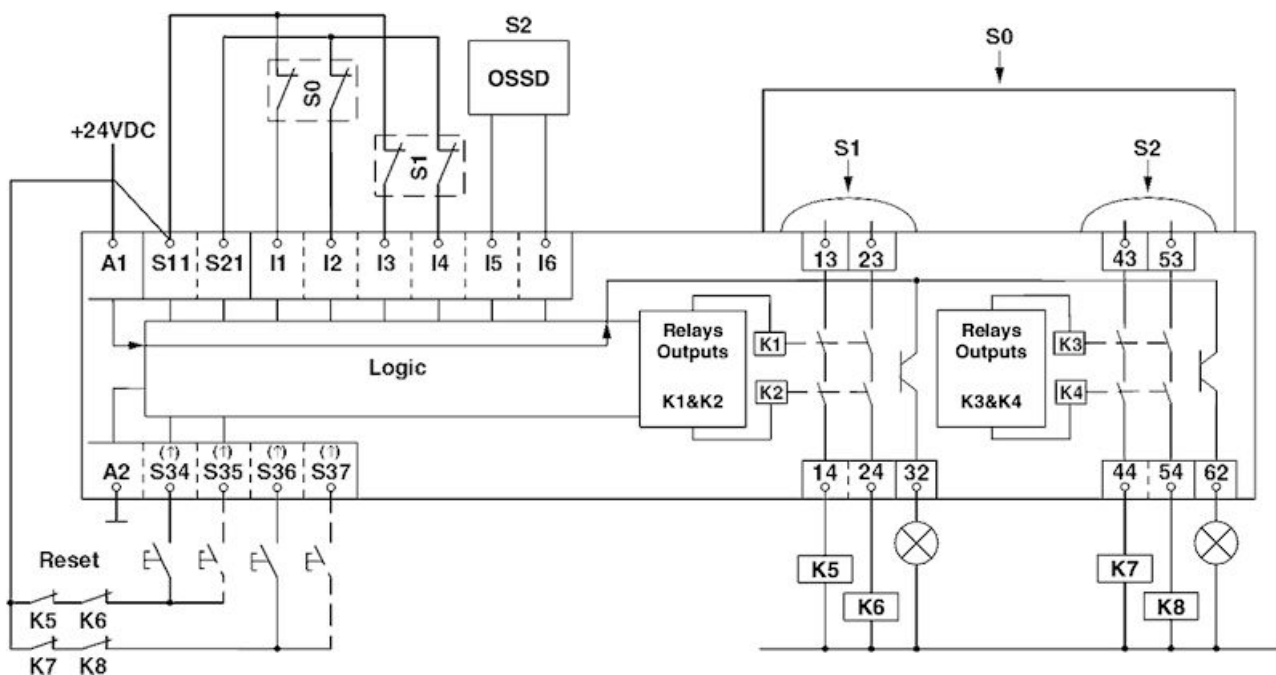 S2
OSSD
S0
S0
S1
+24VDC
S1
S2
A1 S11 S21 I1 I2 I3 I4 I5 I6
13 23
43 53
Logic
Relays
Outputs
K1&K2
K1
K2
Relays
Outputs
K3&K4
K3
K4
(↑) (↑) (↑) (↑)
A2 S34 S35 S36 S37
14 24 32
44 54 62
Reset
K5 K6
K7 K8
K5
K6
K7
K8